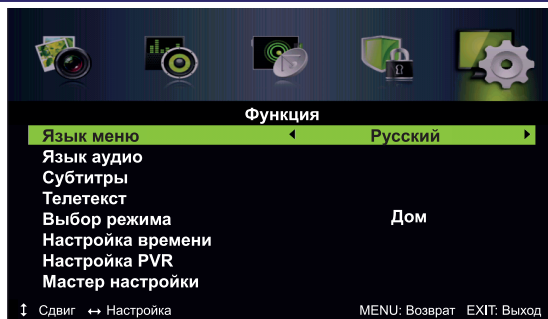 Функция
Язык меню Русский
Язык аудио
Субтитры
Телетекст
Выбор режима Дом
Настройка времени
Настройка PVR
Мастер настройки
Сдвиг Настройка MENU: Возврат EXIT: Выход